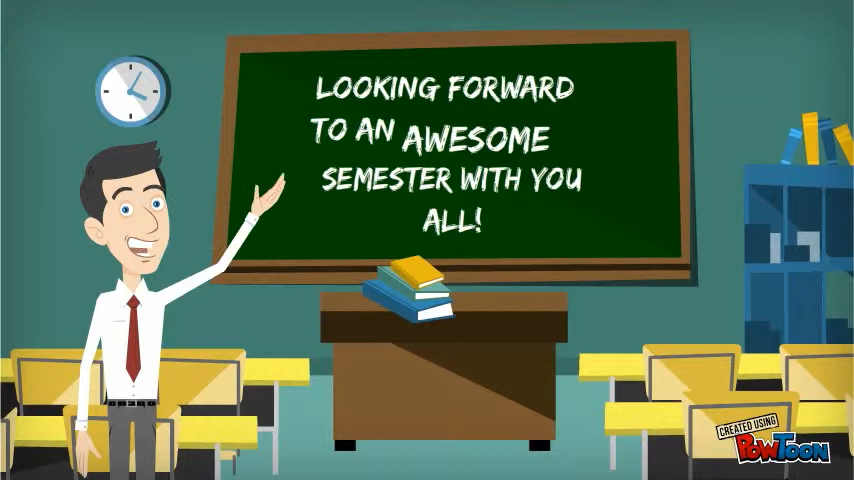 LOOKING FORWARD
TO AN AWESOME
SEMESTER WITH YOU
ALL!
CREATED USING
POWTOON